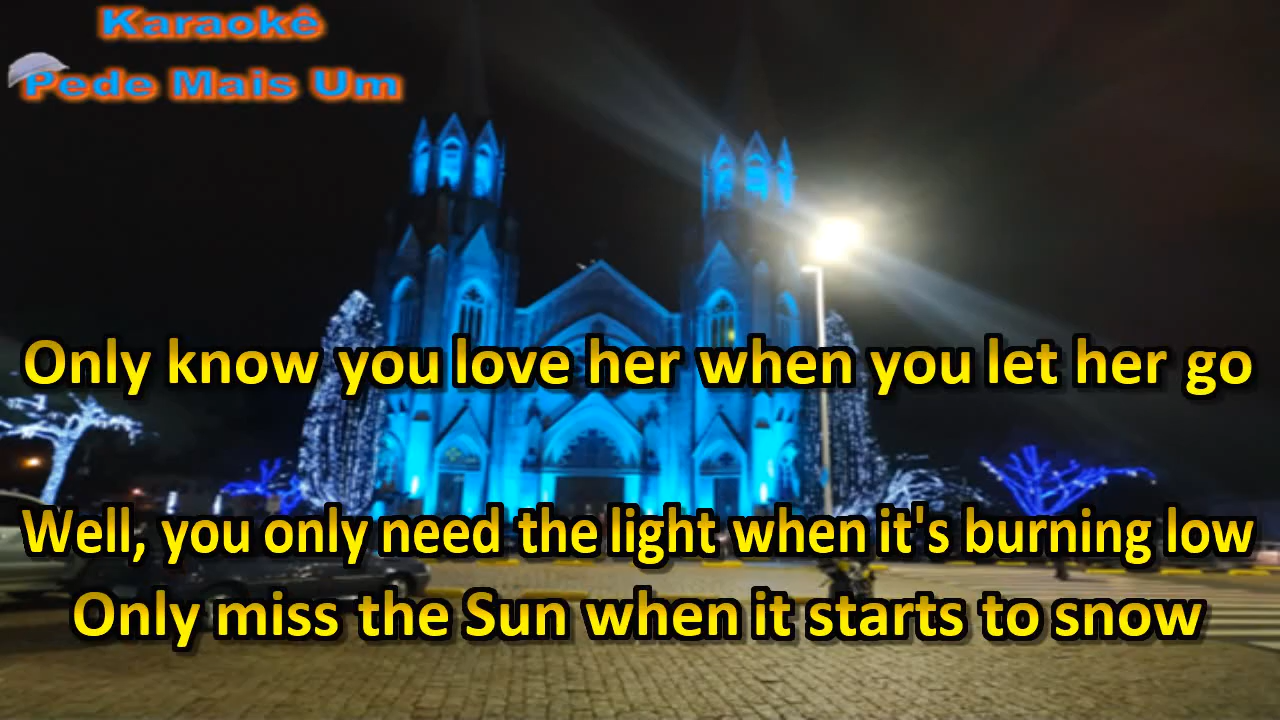 Karaokê
Pede Mais Um
Only know you love her when you let her go
Well, you only need the light when it's burning low
Only miss the Sun when it starts to snow